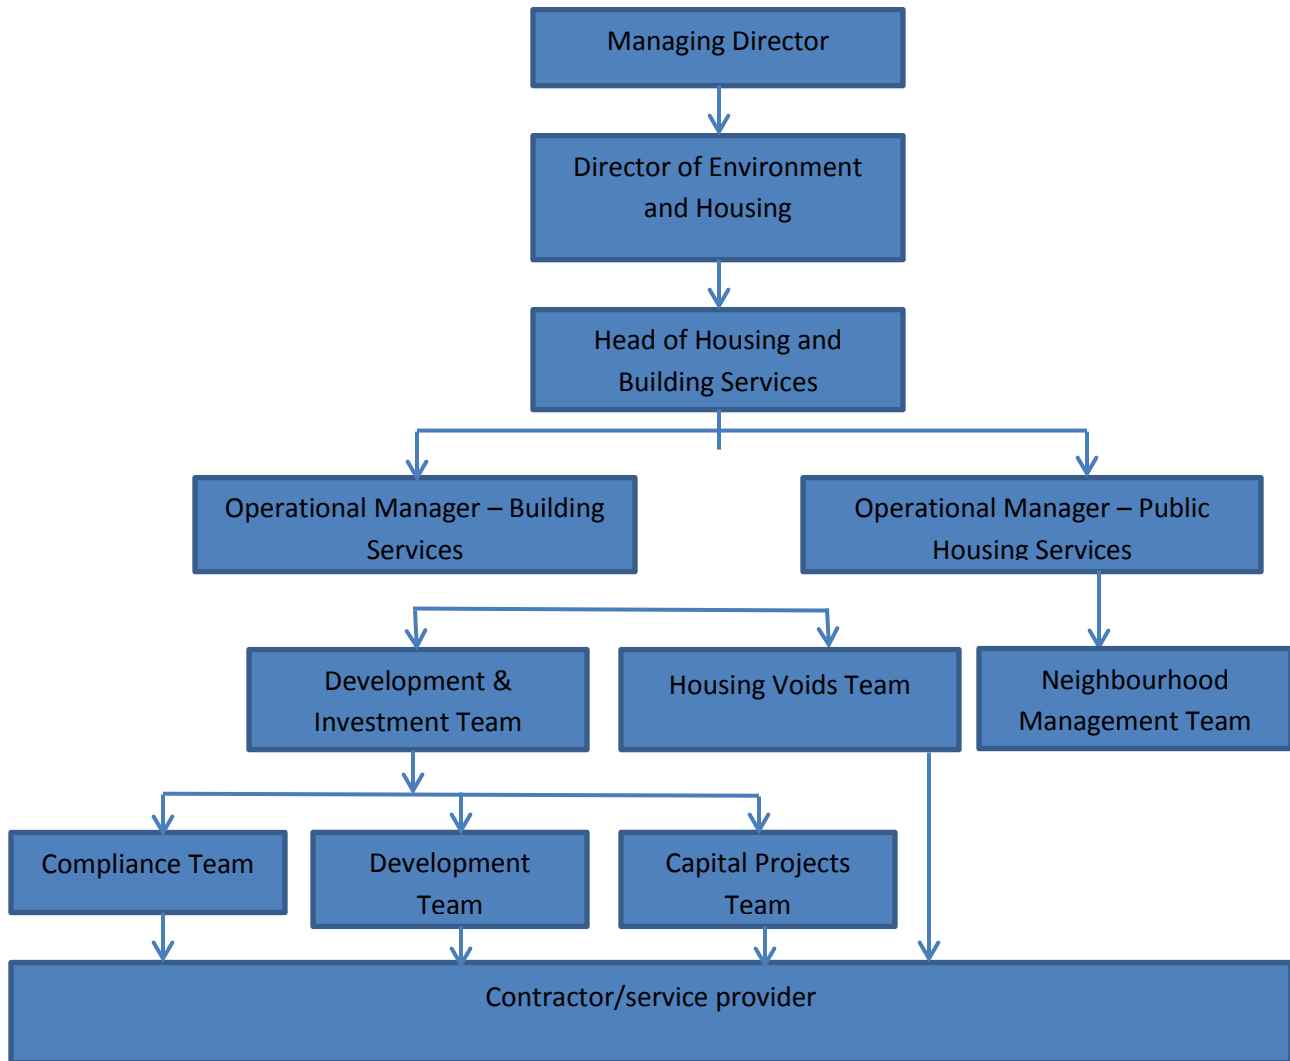 Managing Director
Director of Environment
and Housing
Head of Housing and
Building Services
Operational Manager – Building
Services
Operational Manager – Public
Housing Services
Development &
Investment Team
Housing Voids Team
Neighbourhood
Management Team
Compliance Team
Development
Team
Capital Projects
Team
Contractor/service provider